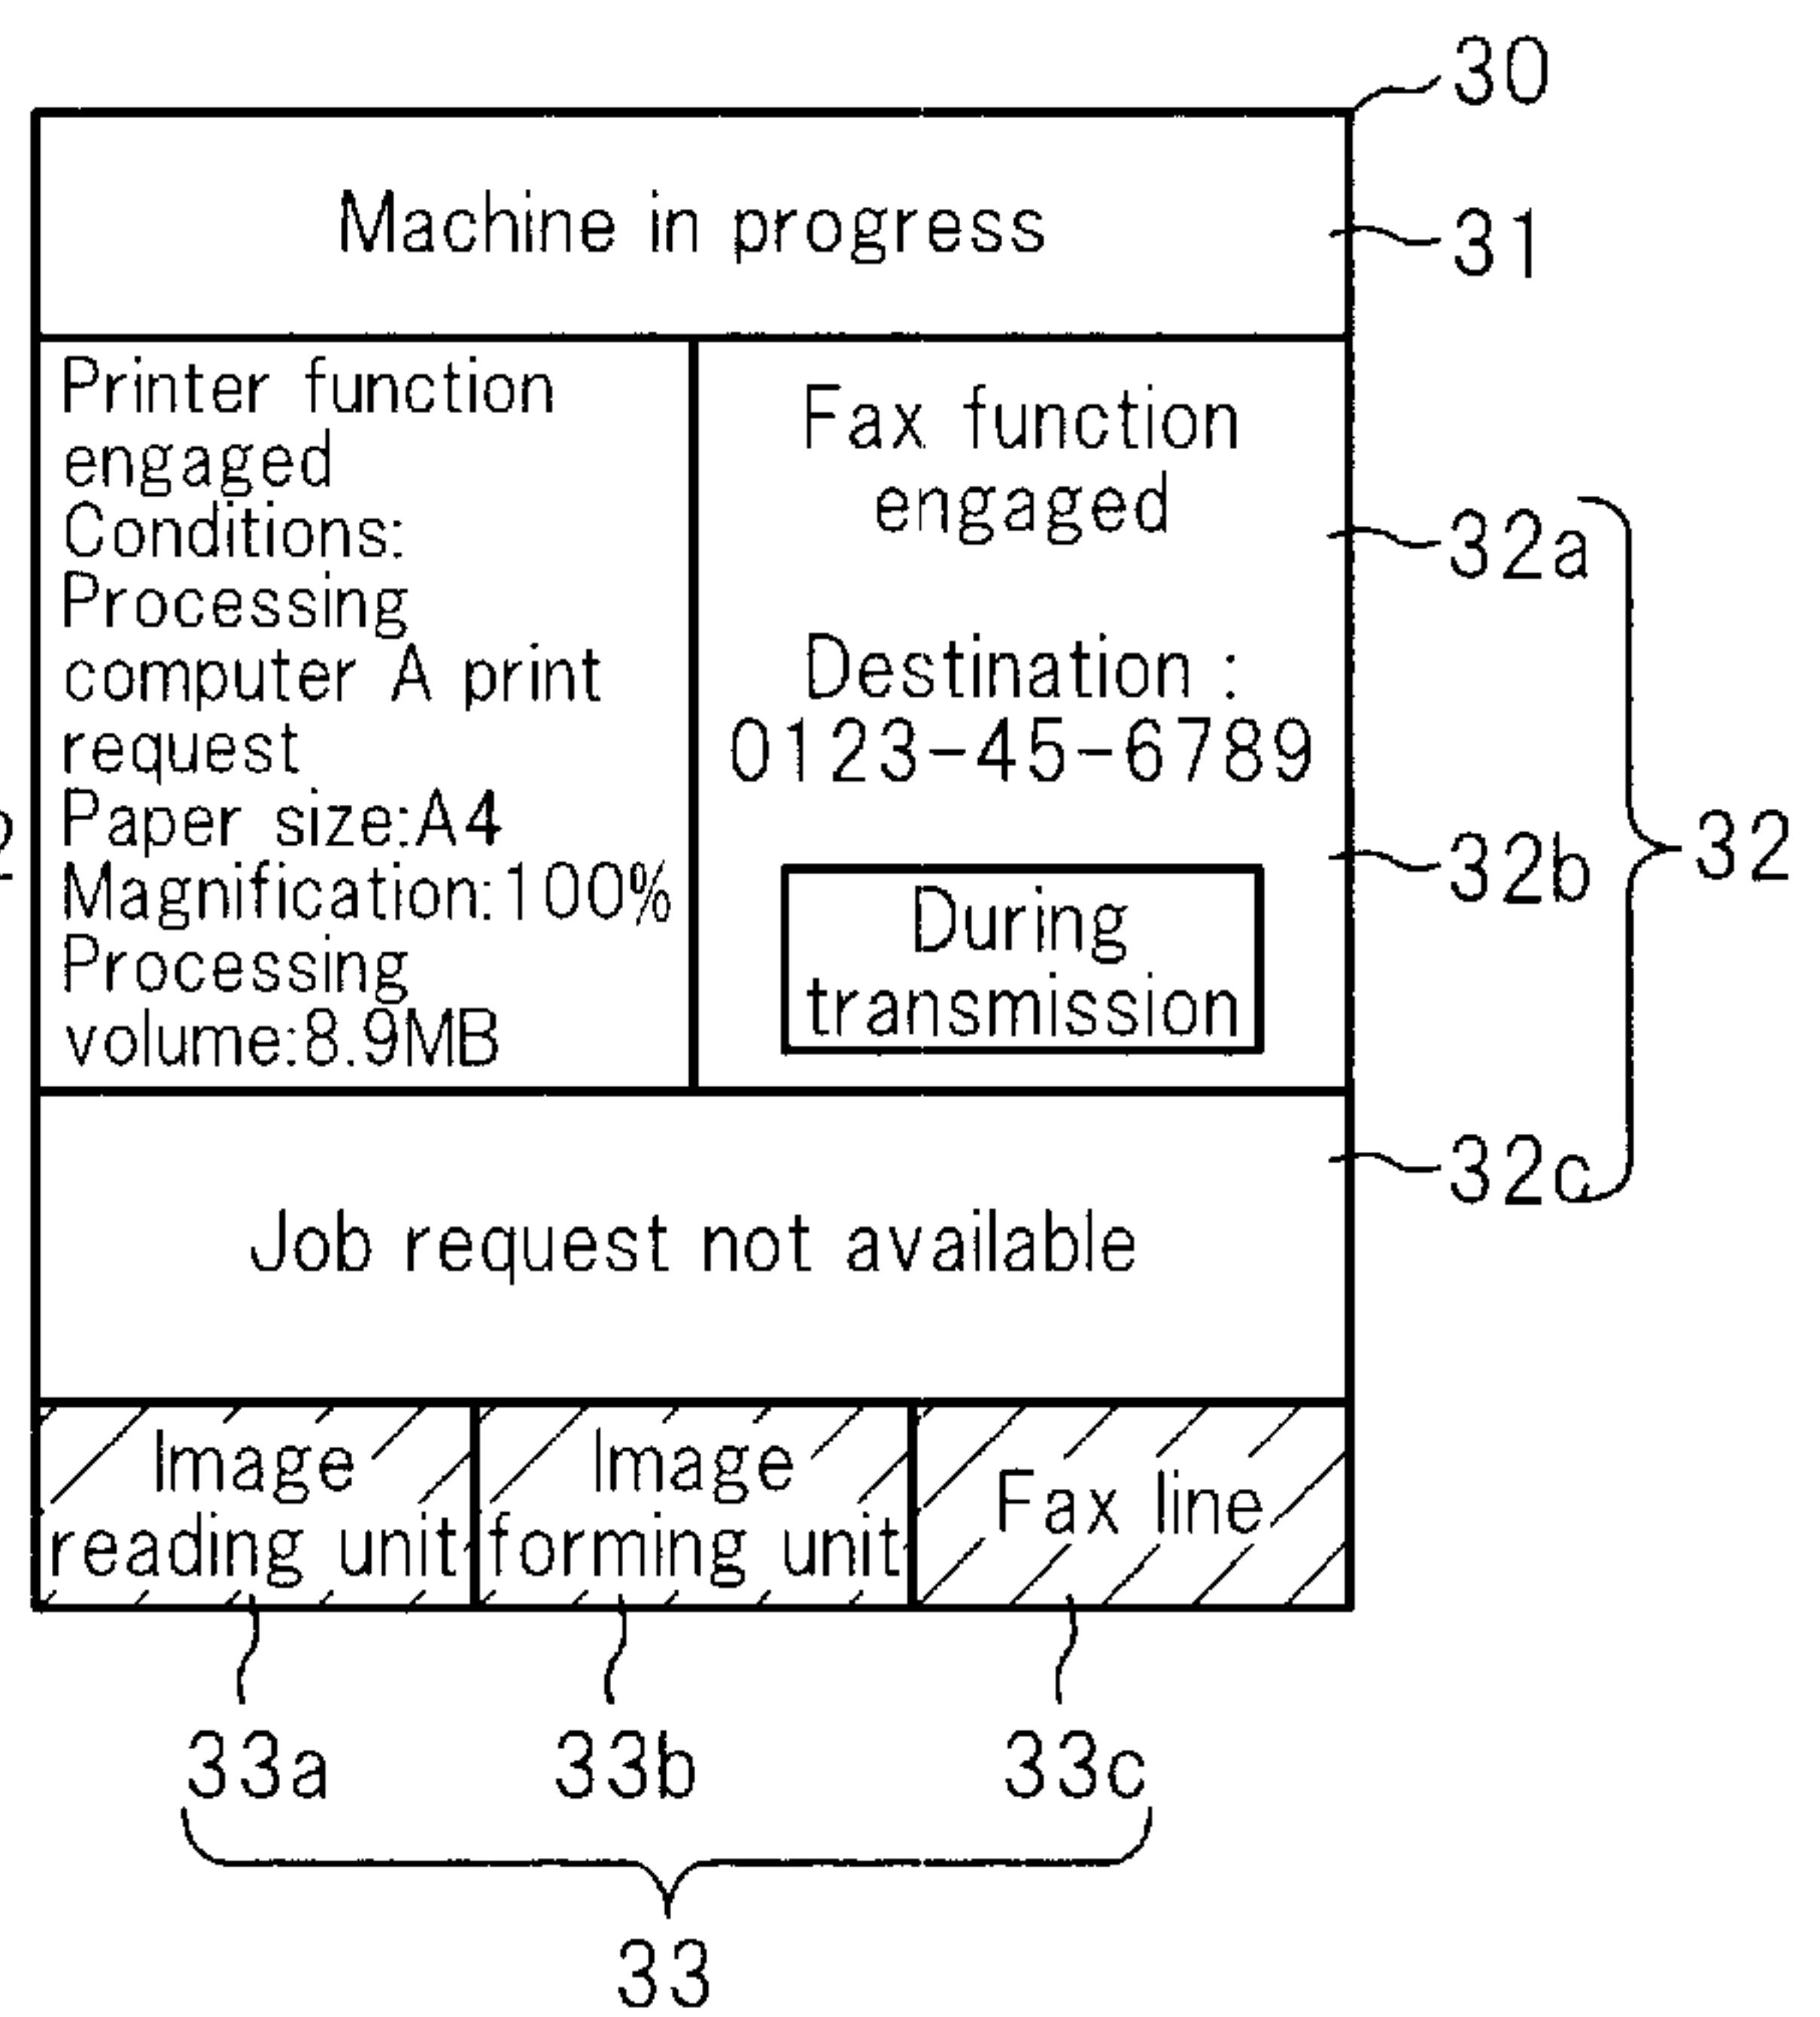 30
Machine in progress
31
Printer function
engaged
Conditions:
Processing
computer A print
request
Paper size:A4
Magnification:100%
Processing
volume:8.9MB
Fax function
engaged
Destination :
0123-45-6789
During
transmission
32a
32b
32
32c
Job request not available
Image
reading unit
Image
forming unit
Fax line
33a
33b
33c
33